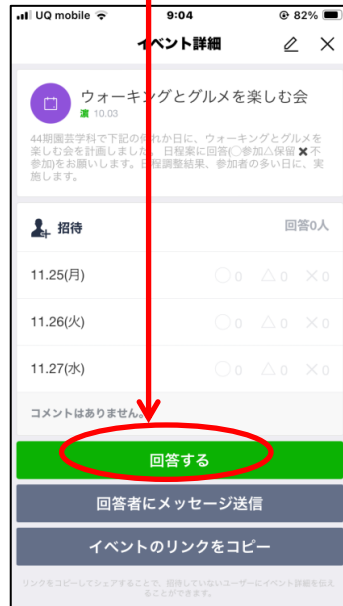 UQ mobile 9:04 82%
イベント詳細
ウォーキングとグルメを楽しむ会
濵 10.03
44期園芸学科で下記の何れか日に、ウォーキングとグルメを
楽しむ会を計画しました。日程案に回答(◯参加△保留✖不
参加)をお願いします。日程調整結果、参加者の多い日に、実
施します。
招待 回答0人
11.25(月) ◯0 △0 ✕0
11.26(火) ◯0 △0 ✕0
11.27(水) ◯0 △0 ✕0
コメントはありません。
回答する
回答者にメッセージ送信
イベントのリンクをコピー
リンクをコピーしてシェアすることで、招待していないユーザーにイベント詳細を伝え
ることができます。